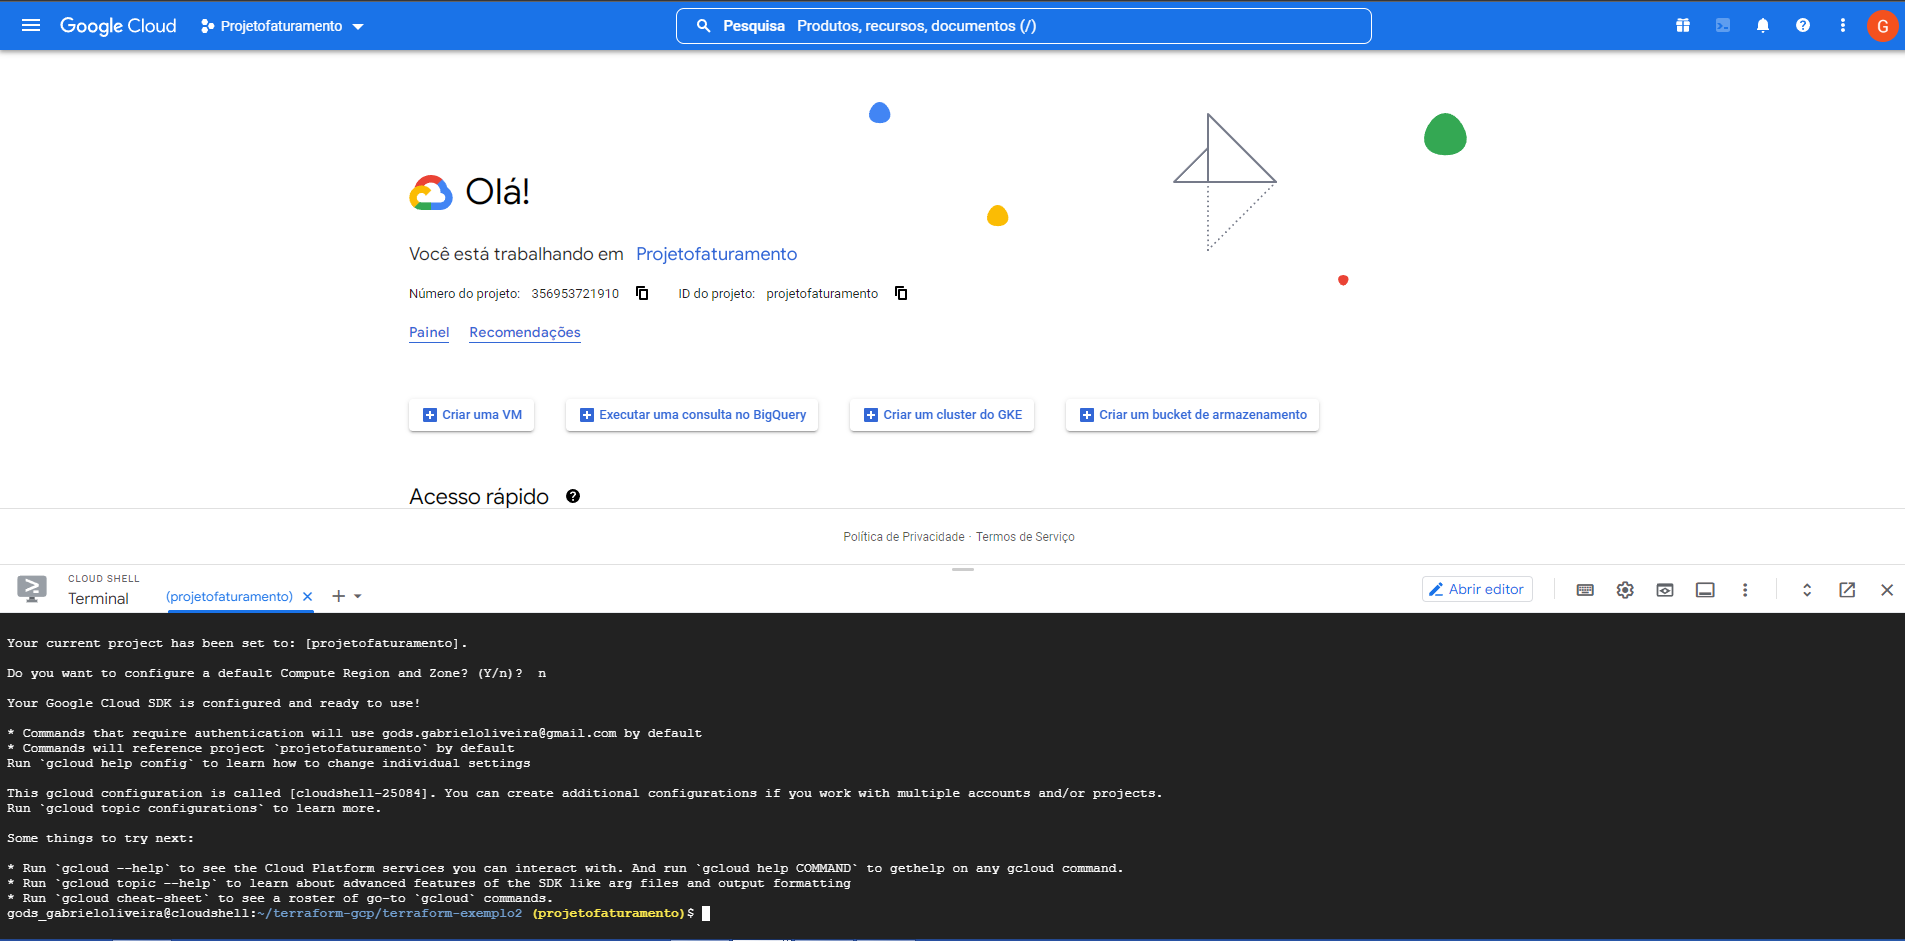 Google Cloud Projetofaturamento Pesquisa Produtos, recursos, documentos (/) G
Olá!
Você está trabalhando em Projetofaturamento
Número do projeto: 356953721910 ID do projeto: projetofaturamento
Painel Recomendações
Criar uma VM Executar uma consulta no BigQuery Criar um cluster do GKE Criar um bucket de armazenamento
Acesso rápido
Política de Privacidade · Termos de Serviço
CLOUD SHELL
Terminal (projetofaturamento) Abrir editor
Your current project has been set to: [projetofaturamento].
Do you want to configure a default Compute Region and Zone? (Y/n)? n
Your Google Cloud SDK is configured and ready to use!
* Commands that require authentication will use gods.gabrieloliveira@gmail.com by default
* Commands will reference project `projetofaturamento` by default
Run `gcloud help config` to learn how to change individual settings
This gcloud configuration is called [cloudshell-25084]. You can create additional configurations if you work with multiple accounts and/or projects.
Run `gcloud topic configurations` to learn more.
Some things to try next:
* Run `gcloud --help` to see the Cloud Platform services you can interact with. And run `gcloud help COMMAND` to gethelp on any gcloud command.
* Run `gcloud topic --help` to learn about advanced features of the SDK like arg files and output formatting
* Run `gcloud cheat-sheet` to see a roster of go-to `gcloud` commands.
gods_gabrieloliveira@cloudshell:~/terraform-gcp/terraform-exemplo2 (projetofaturamento)$